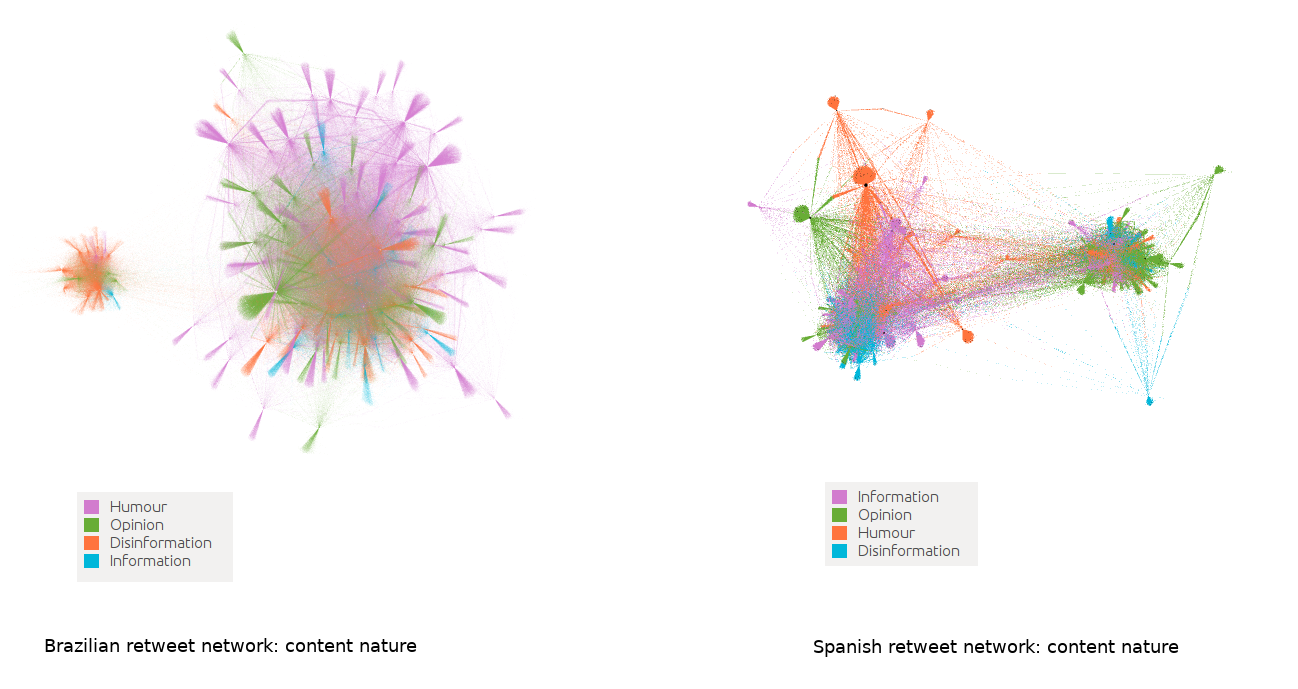 Humour
Opinion
Disinformation
Information
Information
Opinion
Humour
Disinformation
Brazilian retweet network: content nature
Spanish retweet network: content nature